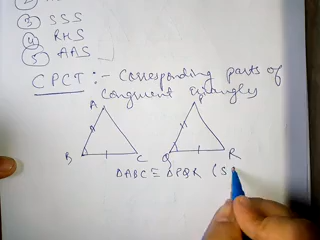 ③ SSS
④ RHS
⑤ AAS
CPCT :- Corresponding parts of
Congruent triangles
A
B C Q R
ΔABC ≅ ΔPQR (S